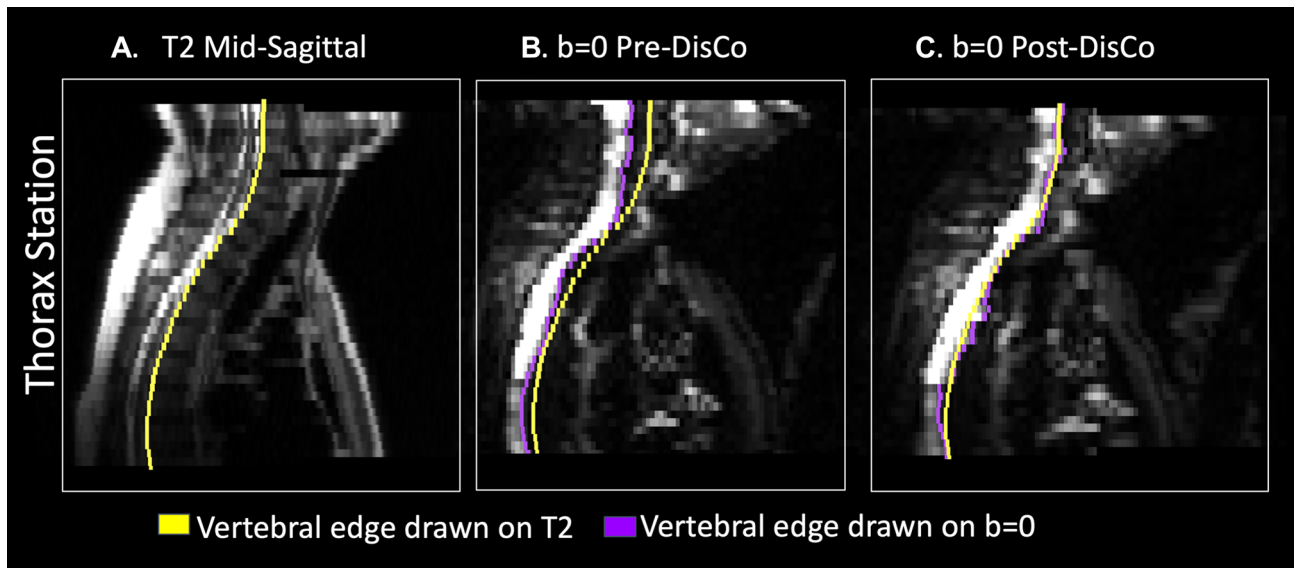 A. T2 Mid-Sagittal
B. b=0 Pre-DisCo
C. b=0 Post-DisCo
Thorax Station
Vertebral edge drawn on T2
Vertebral edge drawn on b=0